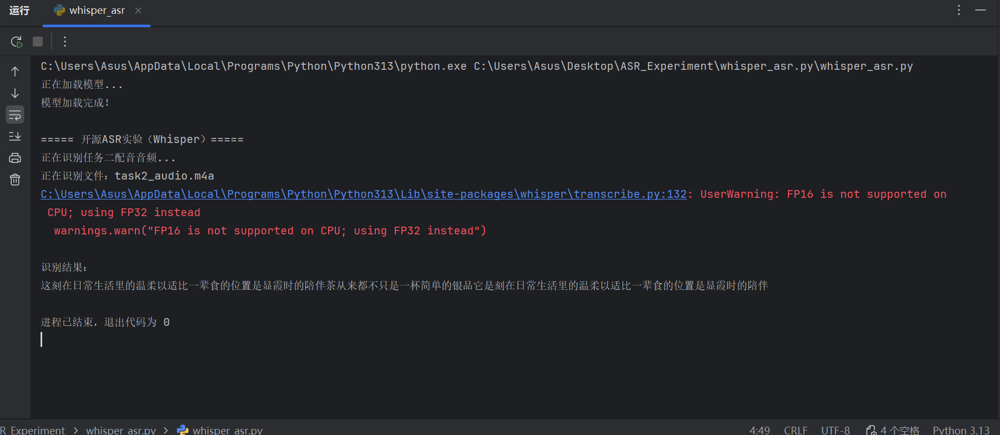 运行 whisper_asr
C:\Users\Asus\AppData\Local\Programs\Python\Python313\python.exe C:\Users\Asus\Desktop\ASR_Experiment\whisper_asr.py\whisper_asr.py
正在加载模型...
模型加载完成!
===== 开源ASR实验（Whisper）=====
正在识别任务二配音音频...
正在识别文件：task2_audio.m4a
C:\Users\Asus\AppData\Local\Programs\Python\Python313\Lib\site-packages\whisper\transcribe.py:132: UserWarning: FP16 is not supported on
CPU; using FP32 instead
warnings.warn("FP16 is not supported on CPU; using FP32 instead")
识别结果：
这刻在日常生活里的温柔以适比一辈食的位置是显霞时的陪伴茶从来都不只是一杯简单的银品它是刻在日常生活里的温柔以适比一辈食的位置是显霞时的陪伴
进程已结束，退出代码为 0
R_Experiment > whisper_asr.py > whisper_asr.py 4:49 CRLF UTF-8 4 个空格 Python 3.13